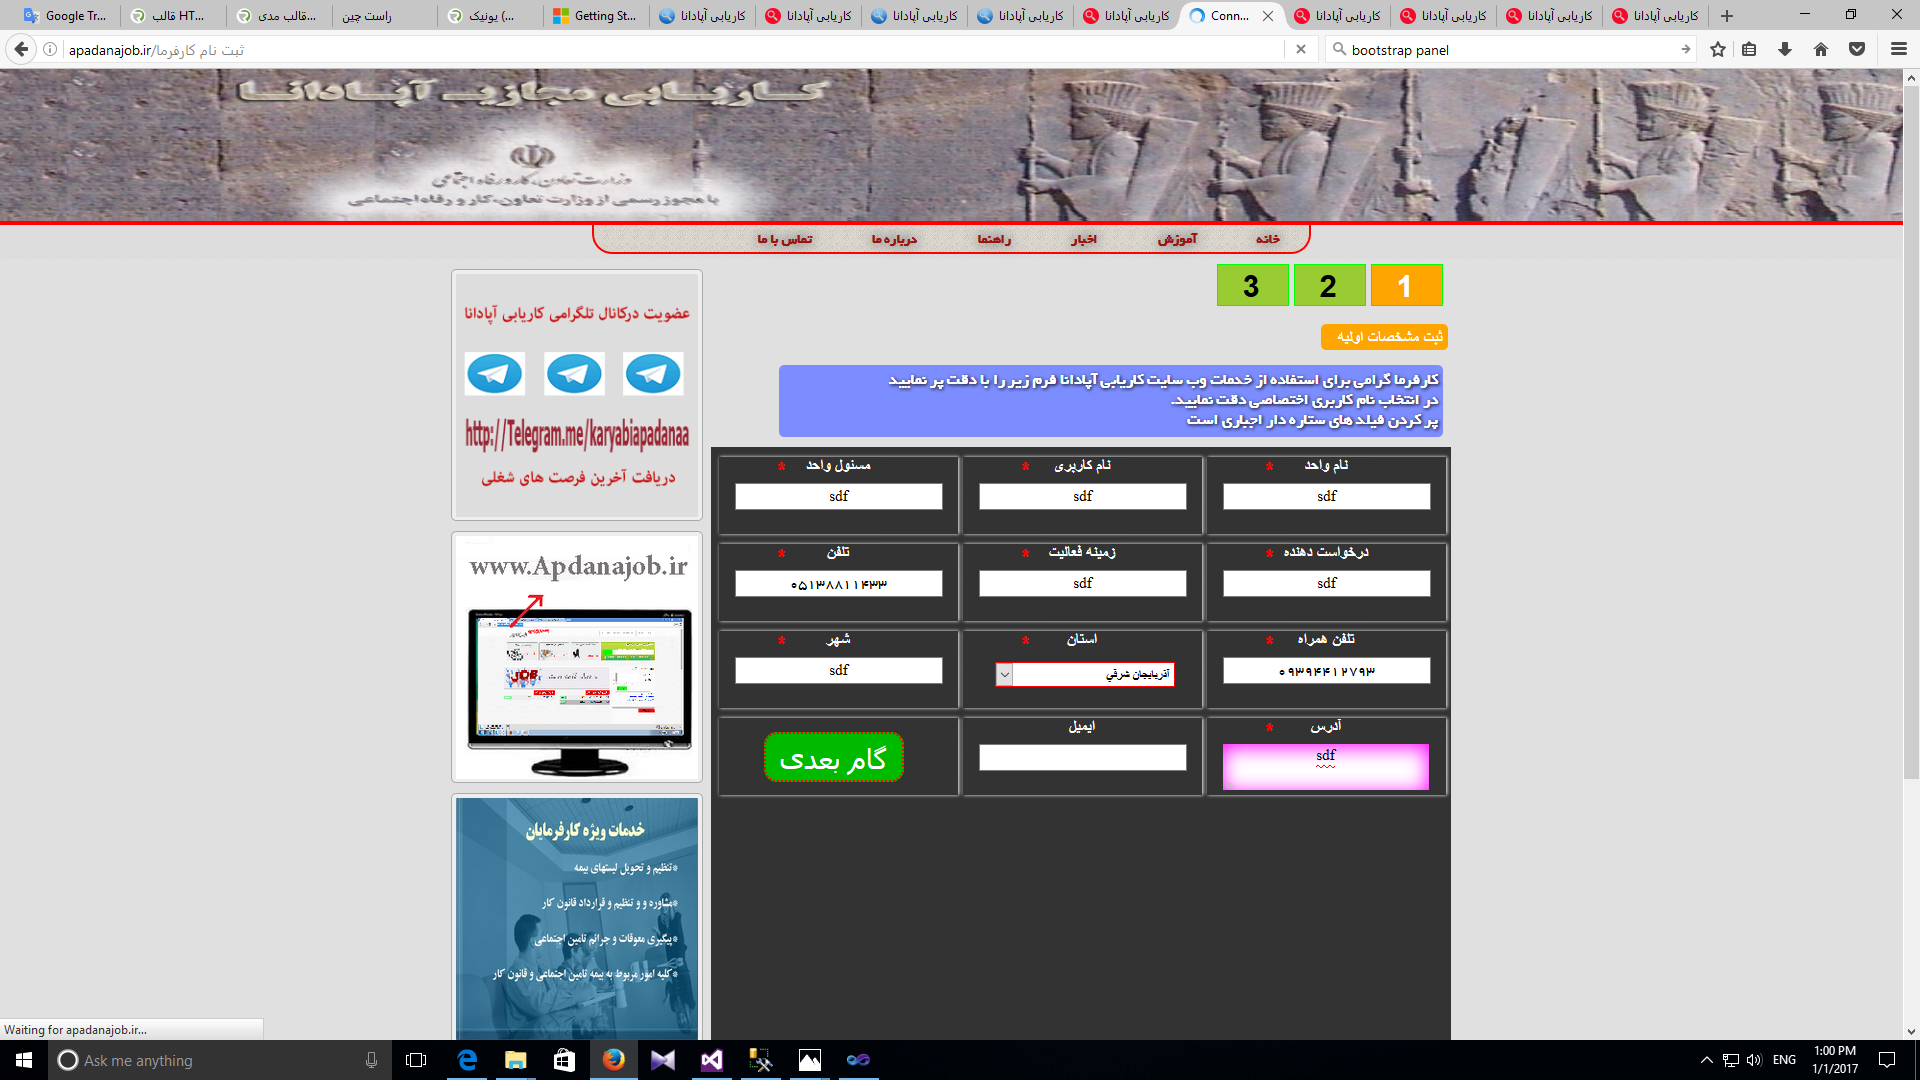 Google Tr...
قالب HT...
قالب مدی...
راست چین
یونیک (...
Getting St...
کاریابی آپادانا
کاریابی آپادانا
کاریابی آپادانا
کاریابی آپادانا
کاریابی آپادانا
Conn...
کاریابی آپادانا
کاریابی آپادانا
کاریابی آپادانا
کاریابی آپادانا
apadanajob.ir/ثبت نام کارفرما
bootstrap panel
کاریابی مجازی آپادانا
وزارت تعاون،کار و رفاه اجتماعی
با مجوز رسمی از وزارت تعاون،کار و رفاه اجتماعی
خانه
آموزش
اخبار
راهنما
درباره ما
تماس با ما
1
2
3
ثبت مشخصات اولیه
کارفرما گرامی برای استفاده از خدمات وب سایت کاریابی آپادانا فرم زیر را با دقت پر نمایید
در انتخاب نام کاربری اختصاصی دقت نمایید.
پر کردن فیلد های ستاره دار اجباری است
نام واحد *
sdf
نام کاربری *
sdf
مسئول واحد *
sdf
درخواست دهنده *
sdf
زمینه فعالیت *
sdf
تلفن *
۰۵۱۳۸۸۱۱۴۳۳
تلفن همراه *
۰۹۳۹۴۴۱۲۷۹۳
استان *
آذربايجان شرقي
شهر *
sdf
آدرس *
sdf
ایمیل
گام بعدی
عضویت درکانال تلگرامی کاریابی آپادانا
http://Telegram.me/karyabiapadanaa
دریافت آخرین فرصت های شغلی
www.Apdanajob.ir
JOB
خدمات ویژه کارفرمایان
*تنظیم و تحویل لیستهای بیمه
*مشاوره و و تنظیم و قرارداد قانون کار
*پیگیری معوقات و جرائم تامین اجتماعی
*کلیه امور مربوط به بیمه تامین اجتماعی و قانون کار
Waiting for apadanajob.ir...
Ask me anything
ENG
1:00 PM
1/1/2017